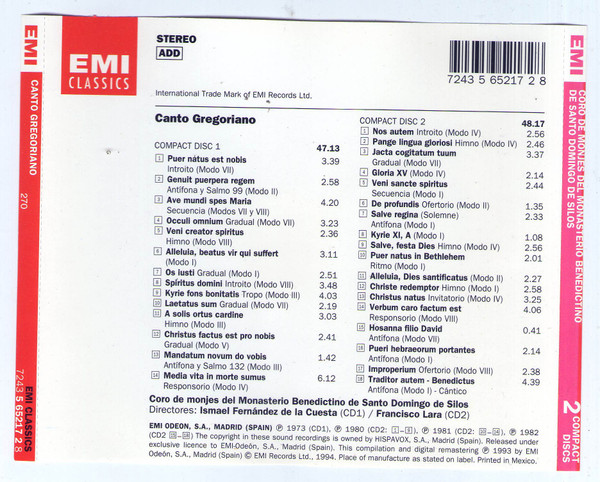 EMI
CANTO GREGORIANO
270
EMI CLASSICS
7243 5 65217 2 8
EMI
CLASSICS
STEREO
ADD
7243 5 65217 2 8
International Trade Mark of EMI Records Ltd.
Canto Gregoriano
COMPACT DISC 1 47.13
1 Puer nátus est nobis 3.39
Introito (Modo VII)
2 Genuit puerpera regem 2.58
Antífona y Salmo 99 (Modo II)
3 Ave mundi spes Maria 4.20
Secuencia (Modos VII y VIII)
4 Occuli omnium Gradual (Modo VII) 3.23
5 Veni creator spiritus 2.36
Himno (Modo VIII)
6 Alleluia, beatus vir qui suffert 3.11
(Modo I)
7 Os iusti Gradual (Modo I) 2.51
8 Spíritus domini Introito (Modo VIII) 3.48
9 Kyrie fons bonitatis Tropo (Modo III) 4.03
10 Laetatus sum Gradual (Modo VII) 2.19
11 A solis ortus cardine 3.03
Himno (Modo III)
12 Christus factus est pro nobis 2.41
Gradual (Modo V)
13 Mandatum novum do vobis 1.42
Antífona y Salmo 132 (Modo III)
14 Media vita in morte sumus 6.12
Responsorio (Modo IV)
COMPACT DISC 2 48.17
1 Nos autem Introito (Modo IV) 2.56
2 Pange lingua gloriosi Himno (Modo IV) 2.46
3 Jacta cogitatum tuum 3.37
Gradual (Modo VII)
4 Gloria XV (Modo IV) 2.14
5 Veni sancte spiritus 2.44
Secuencia (Modo I)
6 De profundis Ofertorio (Modo II) 1.35
7 Salve regina (Solemne) 2.33
Antífona (Modo I)
8 Kyrie XI, A (Modo I) 1.08
9 Salve, festa Dies Himno (Modo IV) 2.56
10 Puer natus in Bethlehem 2.01
Ritmo (Modo I)
11 Alleluia, Dies santificatus (Modo II) 2.27
12 Christe redemptor Himno (Modo I) 2.58
13 Christus natus Invitatorio (Modo IV) 3.25
14 Verbum caro factum est 4.06
Responsorio (Modo VIII)
15 Hosanna filio David 0.41
Antífona (Modo VII)
16 Pueri hebraeorum portantes 2.14
Antífona (Modo I)
17 Improperium Ofertorio (Modo VIII) 2.38
18 Traditor autem - Benedictus 4.39
Antífona (Modo I) - Cántico
Coro de monjes del Monasterio Benedictino de Santo Domingo de Silos
Directores: Ismael Fernández de la Cuesta (CD1) / Francisco Lara (CD2)
EMI ODEON, S.A., MADRID (SPAIN) ℗ 1973 (CD1), ℗ 1980 (CD2: 1–9), ℗ 1981 (CD2: 10–14), ℗ 1982
(CD2 15–18) The copyright in these sound recordings is owned by HISPAVOX, S.A., Madrid (Spain). Released under
exclusive licence to EMI-Odeón, S.A., Madrid (Spain). This compilation and digital remastering ℗ 1993 by EMI
Odeón, S.A., Madrid (Spain) © EMI Records Ltd., 1994. Place of manufacture as stated on label. Printed in Mexico.
EMI
CORO DE MONJES DEL MONASTERIO BENEDICTINO
DE SANTO DOMINGO DE SILOS
2 COMPACT
DISCS